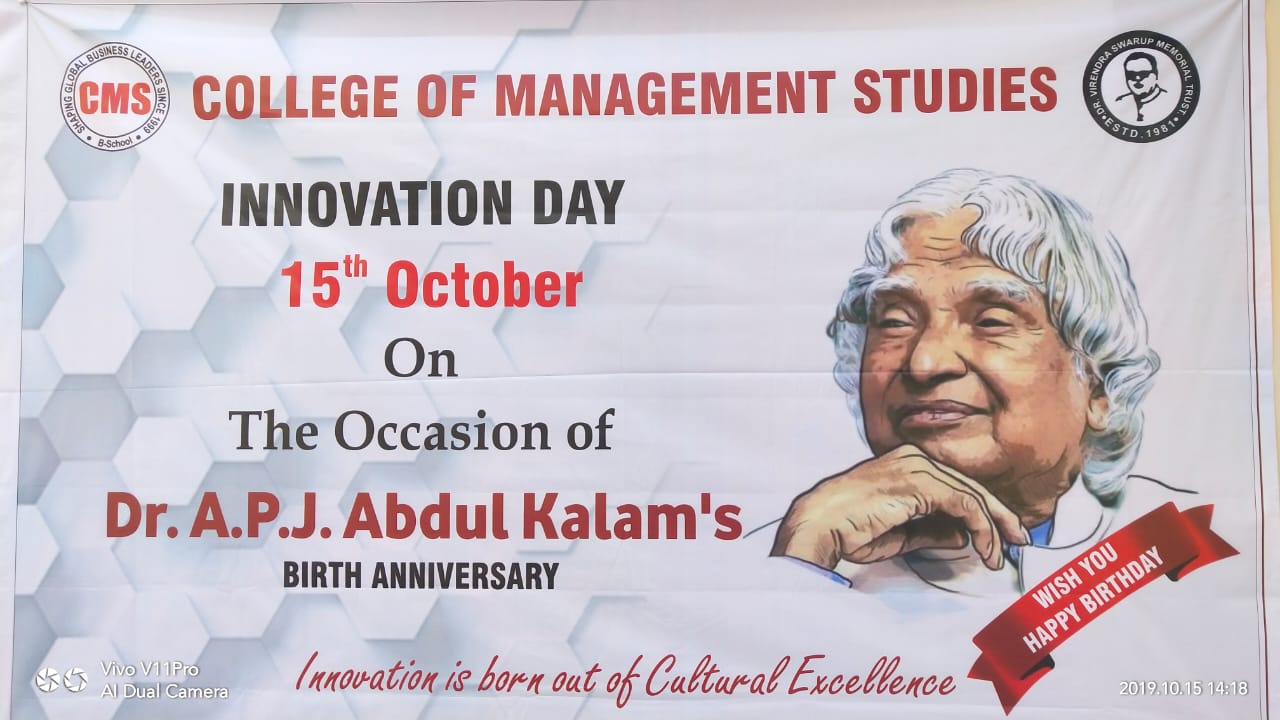 SHAPING GLOBAL BUSINESS LEADERS SINCE 1999
CMS
B-School
COLLEGE OF MANAGEMENT STUDIES
DR. VIRENDRA SWARUP MEMORIAL TRUST.
ESTD.1981
INNOVATION DAY
15th October
On
The Occasion of
Dr. A.P.J. Abdul Kalam's
BIRTH ANNIVERSARY
WISH YOU
HAPPY BIRTHDAY
Innovation is born out of Cultural Excellence
Vivo V11Pro
AI Dual Camera
2019.10.15 14:18